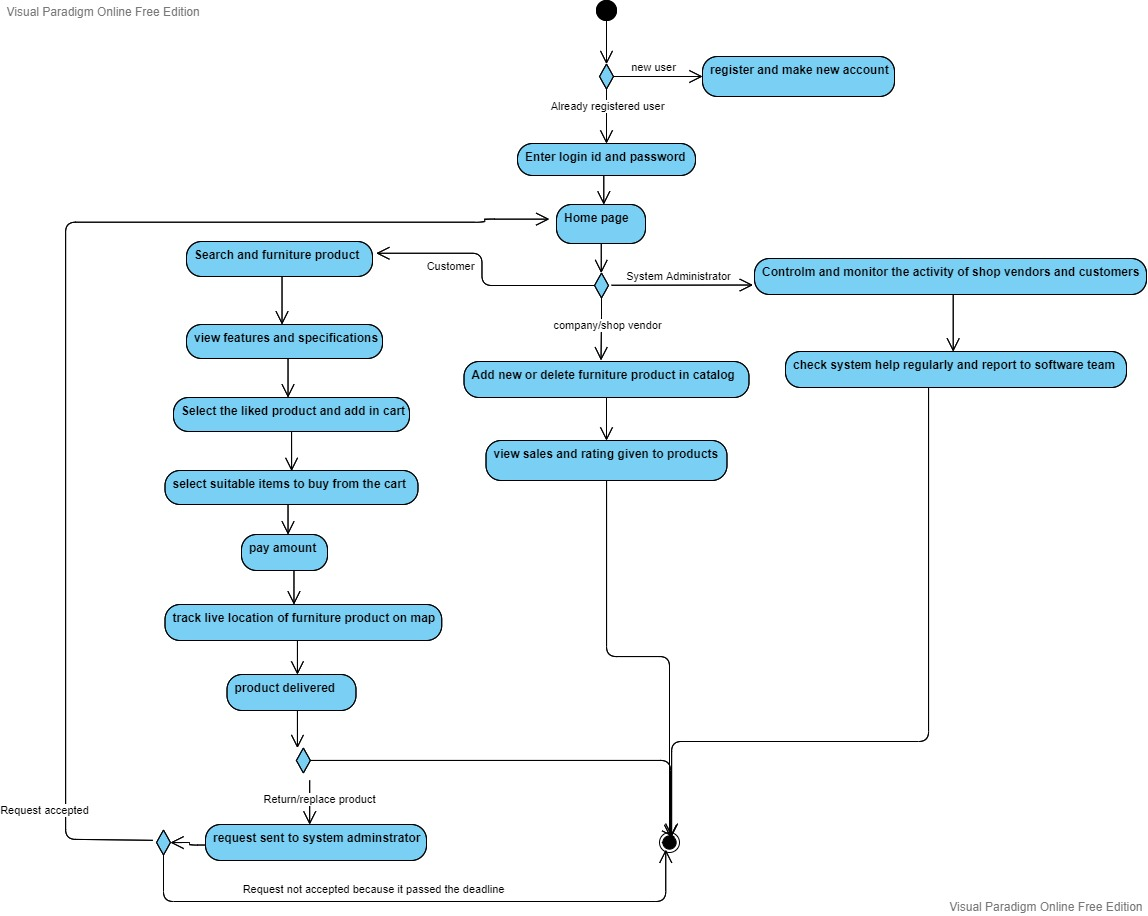 Visual Paradigm Online Free Edition
new user
register and make new account
Already registered user
Enter login id and password
Home page
Search and furniture product
Customer
System Administrator
Controlm and monitor the activity of shop vendors and customers
company/shop vendor
view features and specifications
Add new or delete furniture product in catalog
check system help regularly and report to software team
Select the liked product and add in cart
view sales and rating given to products
select suitable items to buy from the cart
pay amount
track live location of furniture product on map
product delivered
Return/replace product
Request accepted
request sent to system adminstrator
Request not accepted because it passed the deadline
Visual Paradigm Online Free Edition